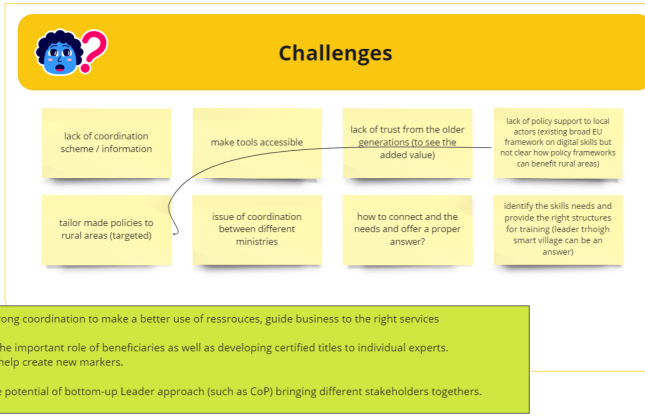 Challenges
lack of coordination
scheme / information
make tools accessible
lack of trust from the older
generations (to see the
added value)
lack of policy support to local
actors (existing broad EU
framework on digital skills but
not clear how policy frameworks
can benefit rural areas)
tailor made policies to
rural areas (targeted)
issue of coordination
between different
ministries
how to connect and the
needs and offer a proper
answer?
identify the skills needs and
provide the right structures
for training (leader trhoigh
smart village can be an
answer)
rong coordination to make a better use of ressrouces, guide business to the right services
he important role of beneficiaries as well as developing certified titles to individual experts.
help create new markers.
e potential of bottom-up Leader approach (such as CoP) bringing different stakeholders togethers.